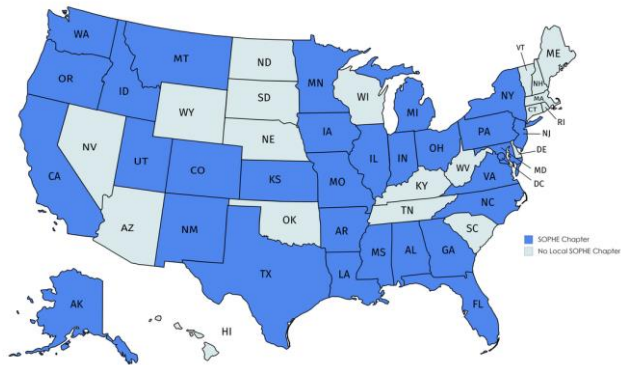 WA
MT
ND
MN
VT
ME
OR
ID
SD
WI
NH
NY
MA
WY
MI
CT
RI
IA
NE
PA
NJ
NV
OH
IL
IN
DE
UT
CO
WV
MD
CA
KS
MO
VA
DC
KY
NC
TN
OK
AZ
NM
AR
SC
SOPHE Chapter
No Local SOPHE Chapter
MS
AL
GA
TX
LA
AK
FL
HI